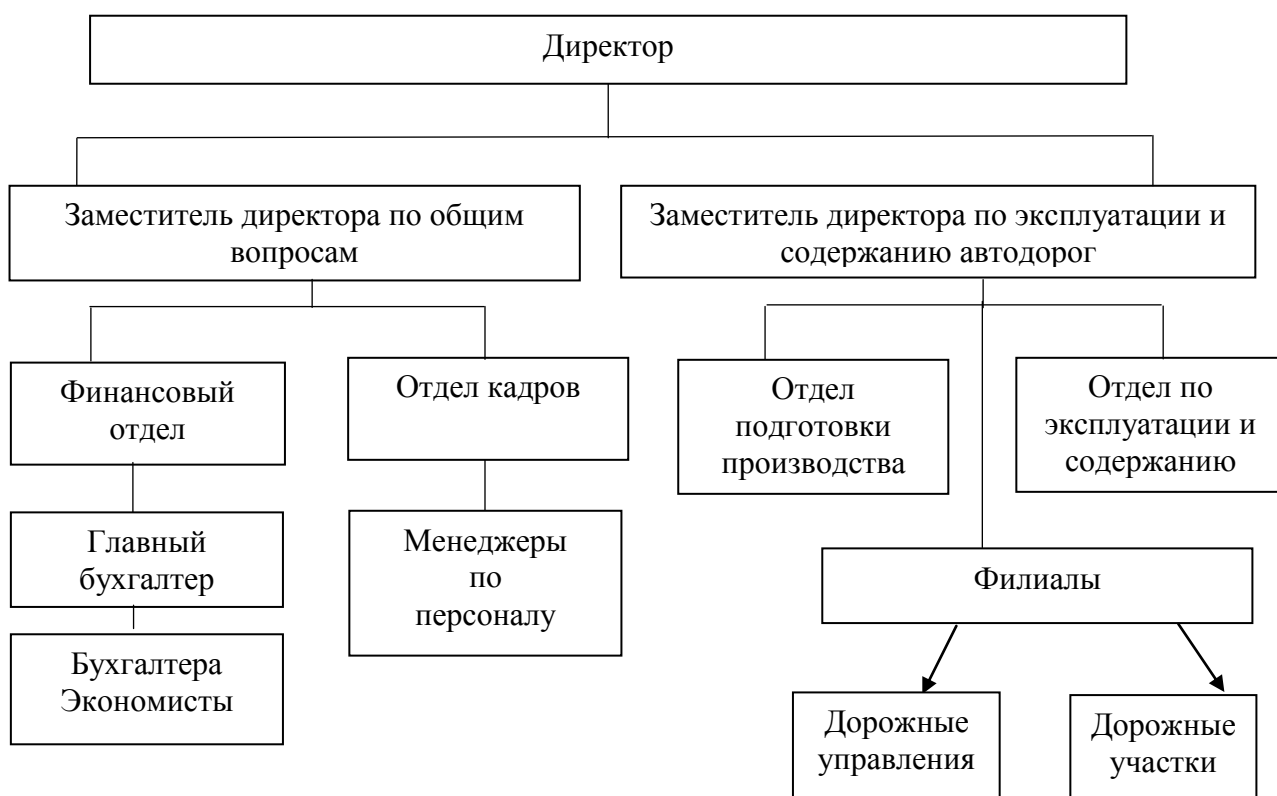 Директор
Заместитель директора по общим
вопросам
Заместитель директора по эксплуатации и
содержанию автодорог
Финансовый
отдел
Отдел кадров
Отдел
подготовки
производства
Отдел по
эксплуатации и
содержанию
Главный
бухгалтер
Менеджеры
по
персоналу
Филиалы
Бухгалтера
Экономисты
Дорожные
управления
Дорожные
участки